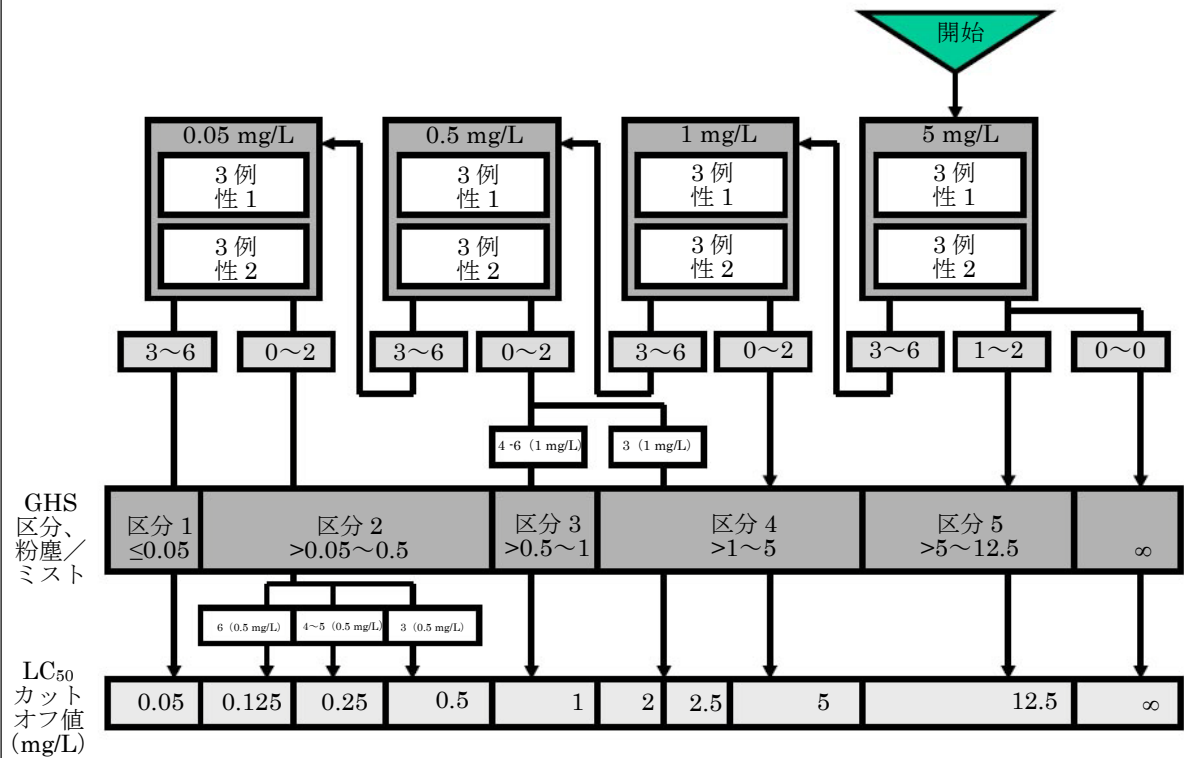 開始
0.05 mg/L
0.5 mg/L
1 mg/L
5 mg/L
3 例
性 1
3 例
性 1
3 例
性 1
3 例
性 1
3 例
性 2
3 例
性 2
3 例
性 2
3 例
性 2
3～6
0～2
3～6
0～2
3～6
0～2
3～6
1～2
0～0
4 -6（1 mg/L）
3（1 mg/L）
GHS
区分、
粉塵／
ミスト
区分 1
≤0.05
区分 2
>0.05～0.5
区分 3
>0.5～1
区分 4
>1～5
区分 5
>5～12.5
∞
6（0.5 mg/L）
4～5（0.5 mg/L）
3（0.5 mg/L）
LC₅₀
カット
オフ値
(mg/L)
0.05
0.125
0.25
0.5
1
2
2.5
5
12.5
∞